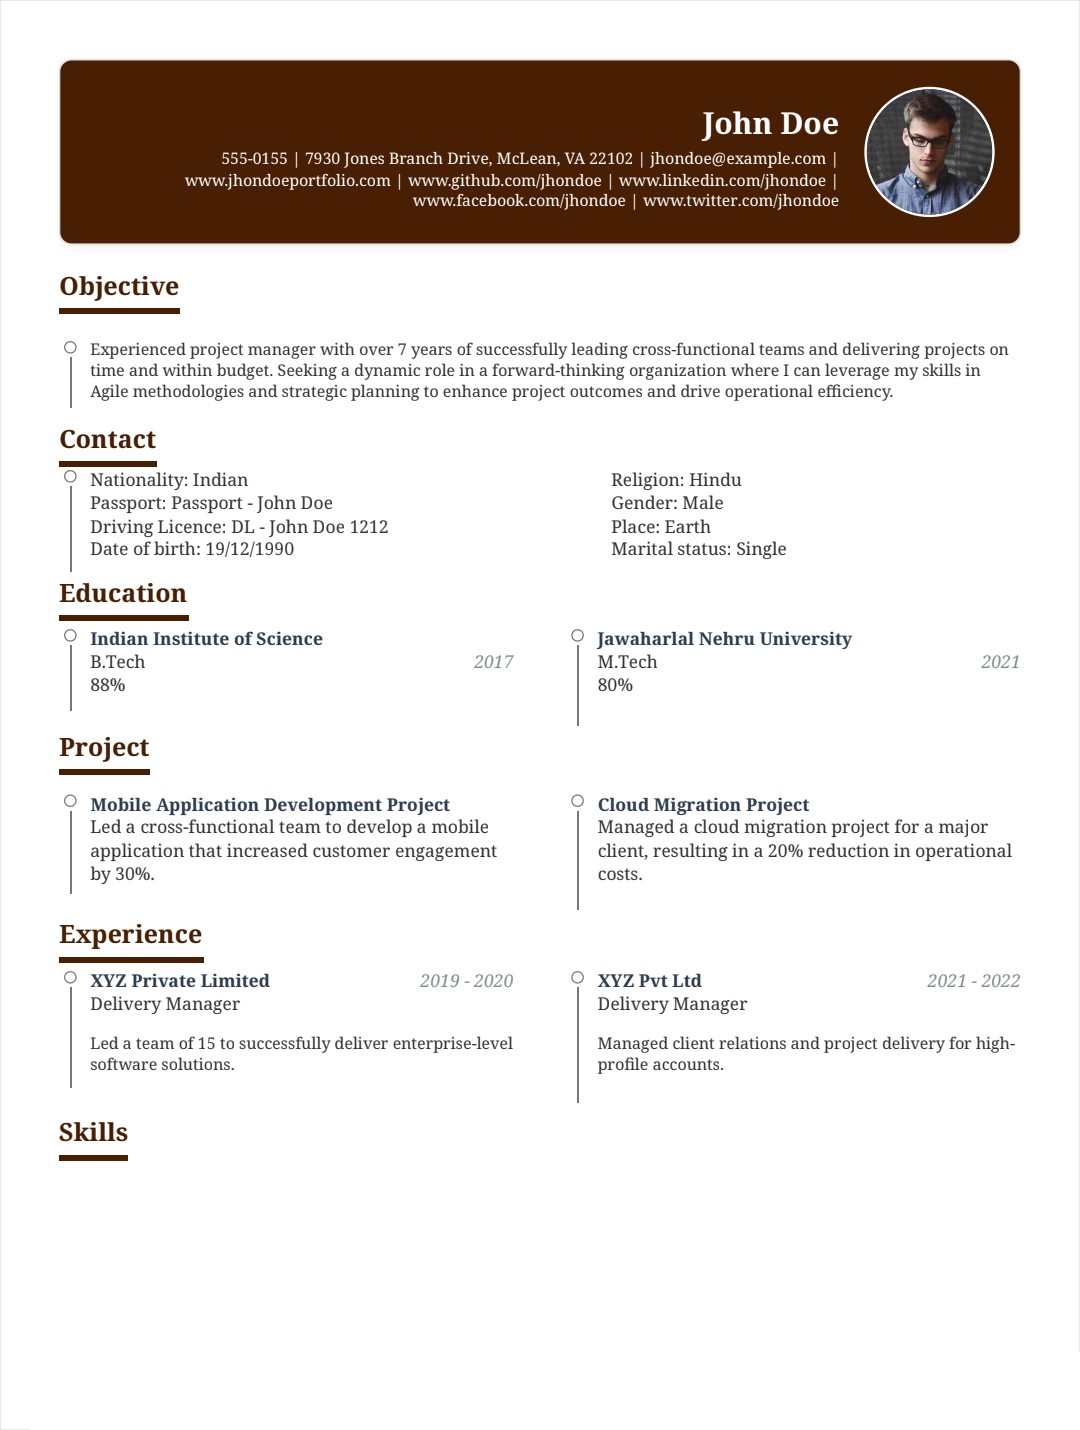 John Doe
555-0155 | 7930 Jones Branch Drive, McLean, VA 22102 | jhondoe@example.com |
www.jhondoeportfolio.com | www.github.com/jhondoe | www.linkedin.com/jhondoe |
www.facebook.com/jhondoe | www.twitter.com/jhondoe
Objective
Experienced project manager with over 7 years of successfully leading cross-functional teams and delivering projects on
time and within budget. Seeking a dynamic role in a forward-thinking organization where I can leverage my skills in
Agile methodologies and strategic planning to enhance project outcomes and drive operational efficiency.
Contact
Nationality: Indian
Passport: Passport - John Doe
Driving Licence: DL - John Doe 1212
Date of birth: 19/12/1990
Religion: Hindu
Gender: Male
Place: Earth
Marital status: Single
Education
Indian Institute of Science
B.Tech 2017
88%
Jawaharlal Nehru University
M.Tech 2021
80%
Project
Mobile Application Development Project
Led a cross-functional team to develop a mobile
application that increased customer engagement
by 30%.
Cloud Migration Project
Managed a cloud migration project for a major
client, resulting in a 20% reduction in operational
costs.
Experience
XYZ Private Limited 2019 - 2020
Delivery Manager
Led a team of 15 to successfully deliver enterprise-level
software solutions.
XYZ Pvt Ltd 2021 - 2022
Delivery Manager
Managed client relations and project delivery for high-
profile accounts.
Skills